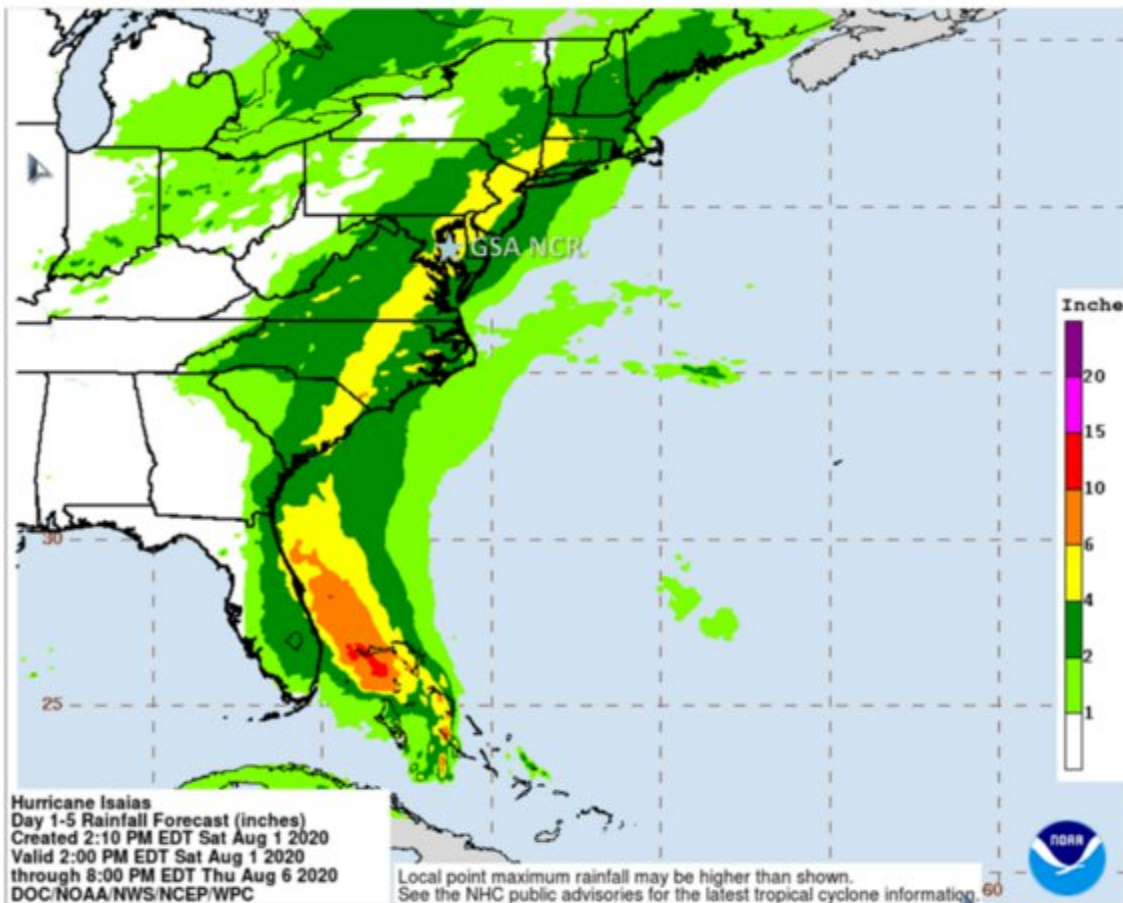 GSA NCR
Inche
20
15
10
6
4
2
1
30
25
60
Hurricane Isaias
Day 1-5 Rainfall Forecast (inches)
Created 2:10 PM EDT Sat Aug 1 2020
Valid 2:00 PM EDT Sat Aug 1 2020
through 8:00 PM EDT Thu Aug 6 2020
DOC/NOAA/NWS/NCEP/WPC
Local point maximum rainfall may be higher than shown.
See the NHC public advisories for the latest tropical cyclone information.
NOAA